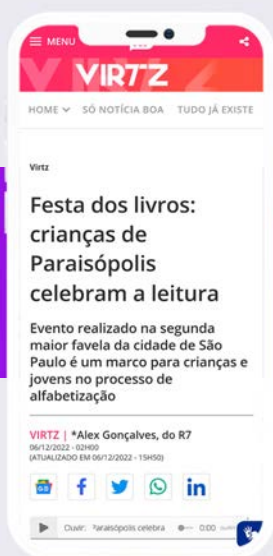 MENU
VIRTZ
HOME SÓ NOTÍCIA BOA TUDO JÁ EXISTE
Virtz
Festa dos livros:
crianças de
Paraisópolis
celebram a leitura
Evento realizado na segunda
maior favela da cidade de São
Paulo é um marco para crianças e
jovens no processo de
alfabetização
VIRTZ | *Alex Gonçalves, do R7
06/12/2022 - 02H00
(ATUALIZADO EM 06/12/2022 - 15H50)
f in
Ouvir: Paraisópolis celebra 0:00